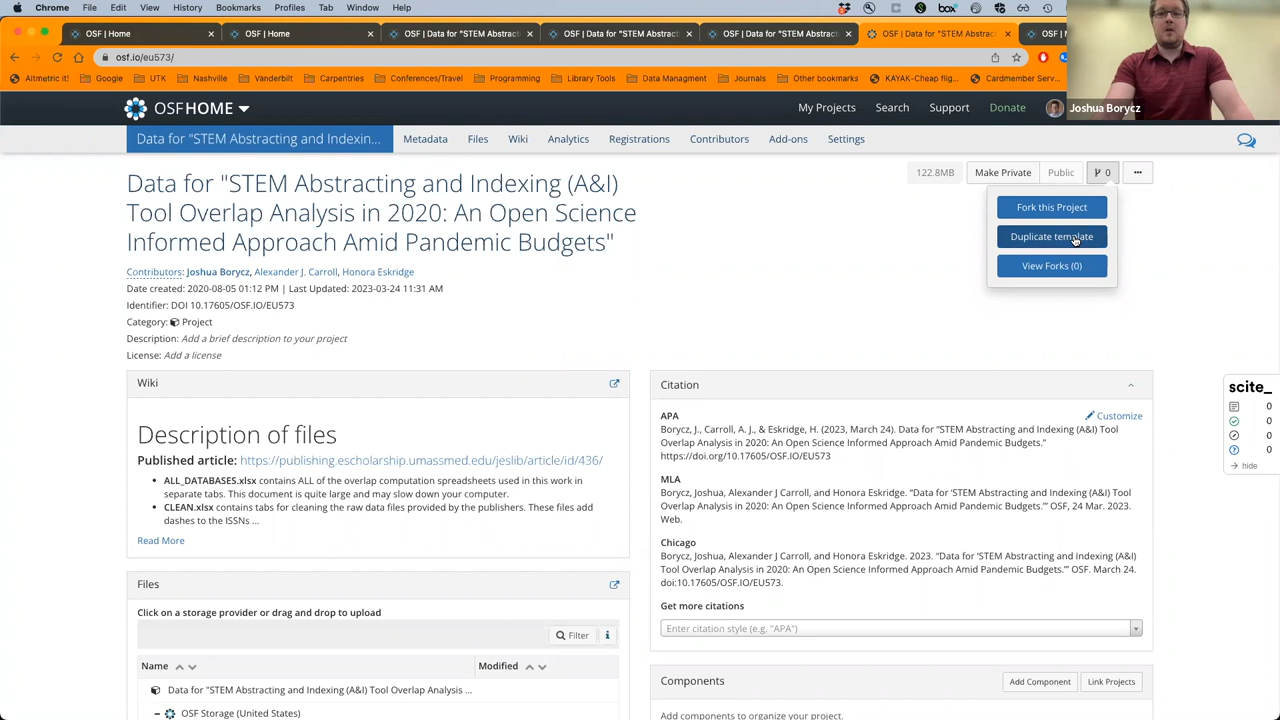 Chrome File Edit View History Bookmarks Profiles Tab Window Help
OSF | Home × OSF | Home × OSF | Data for "STEM Abstracti × OSF | Data for "STEM Abstrac × OSF | Data for "STEM Abstracti × OSF | Data for "STEM Abstract ×
osf.io/eu573/
Altmetric it! Google UTK Nashville Vanderbilt Carpentries Conferences/Travel Programming Library Tools Data Managment Journals Other bookmarks KAYAK-Cheap flig... Cardmember Serv...
Joshua Borycz
OSFHOME My Projects Search Support Donate
Data for "STEM Abstracting and Indexin... Metadata Files Wiki Analytics Registrations Contributors Add-ons Settings
122.8MB Make Private Public 0 ...
Fork this Project
Duplicate template
View Forks (0)
Data for "STEM Abstracting and Indexing (A&I)
Tool Overlap Analysis in 2020: An Open Science
Informed Approach Amid Pandemic Budgets"
Contributors: Joshua Borycz, Alexander J. Carroll, Honora Eskridge
Date created: 2020-08-05 01:12 PM | Last Updated: 2023-03-24 11:31 AM
Identifier: DOI 10.17605/OSF.IO/EU573
Category: Project
Description: Add a brief description to your project
License: Add a license
Wiki
Description of files
Published article: https://publishing.escholarship.umassmed.edu/jeslib/article/id/436/
• ALL_DATABASES.xlsx contains ALL of the overlap computation spreadsheets used in this work in
separate tabs. This document is quite large and may slow down your computer.
• CLEAN.xlsx contains tabs for cleaning the raw data files provided by the publishers. These files add
dashes to the ISSNs ...
Read More
Files
Click on a storage provider or drag and drop to upload
Filter i
Name Modified
Data for "STEM Abstracting and Indexing (A&I) Tool Overlap Analysis ...
OSF Storage (United States)
Citation
APA
Customize
Borycz, J., Carroll, A. J., & Eskridge, H. (2023, March 24). Data for “STEM Abstracting and Indexing (A&I) Tool
Overlap Analysis in 2020: An Open Science Informed Approach Amid Pandemic Budgets.”
https://doi.org/10.17605/OSF.IO/EU573
MLA
Borycz, Joshua, Alexander J Carroll, and Honora Eskridge. “Data for ‘STEM Abstracting and Indexing (A&I) Tool
Overlap Analysis in 2020: An Open Science Informed Approach Amid Pandemic Budgets.’” OSF, 24 Mar. 2023.
Web.
Chicago
Borycz, Joshua, Alexander J Carroll, and Honora Eskridge. 2023. “Data for ‘STEM Abstracting and Indexing (A&I)
Tool Overlap Analysis in 2020: An Open Science Informed Approach Amid Pandemic Budgets.’” OSF. March 24.
doi:10.17605/OSF.IO/EU573.
Get more citations
Enter citation style (e.g. "APA")
Components
Add Component Link Projects
Add components to organize your project.
scite_
0
0
0
0
hide